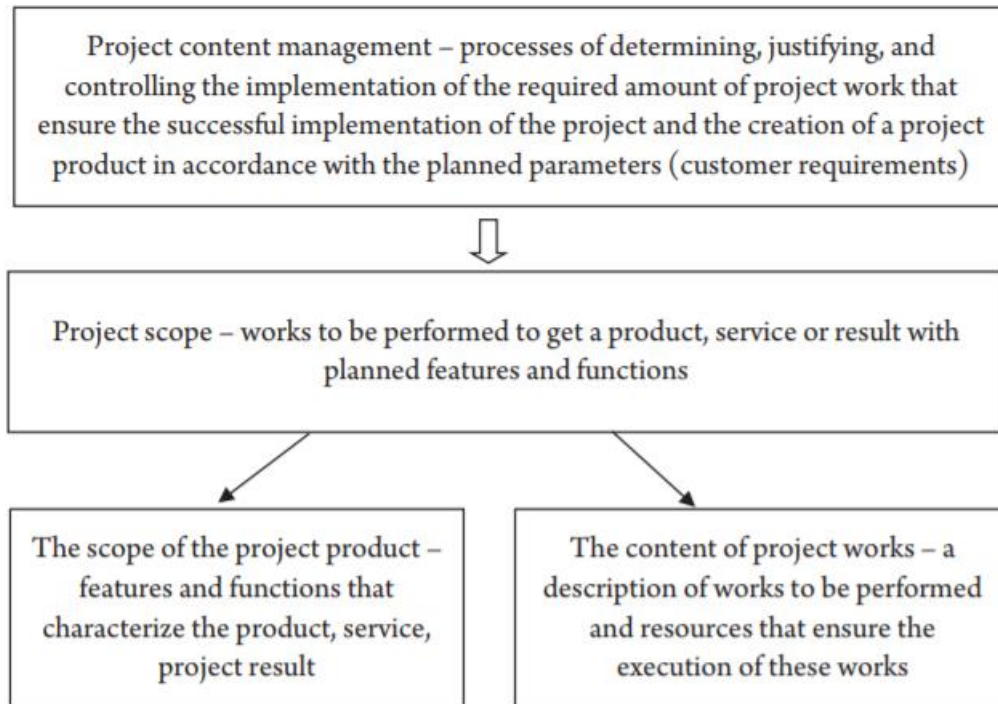 Project content management – processes of determining, justifying, and
controlling the implementation of the required amount of project work that
ensure the successful implementation of the project and the creation of a project
product in accordance with the planned parameters (customer requirements)
Project scope – works to be performed to get a product, service or result with
planned features and functions
The scope of the project product –
features and functions that
characterize the product, service,
project result
The content of project works – a
description of works to be performed
and resources that ensure the
execution of these works